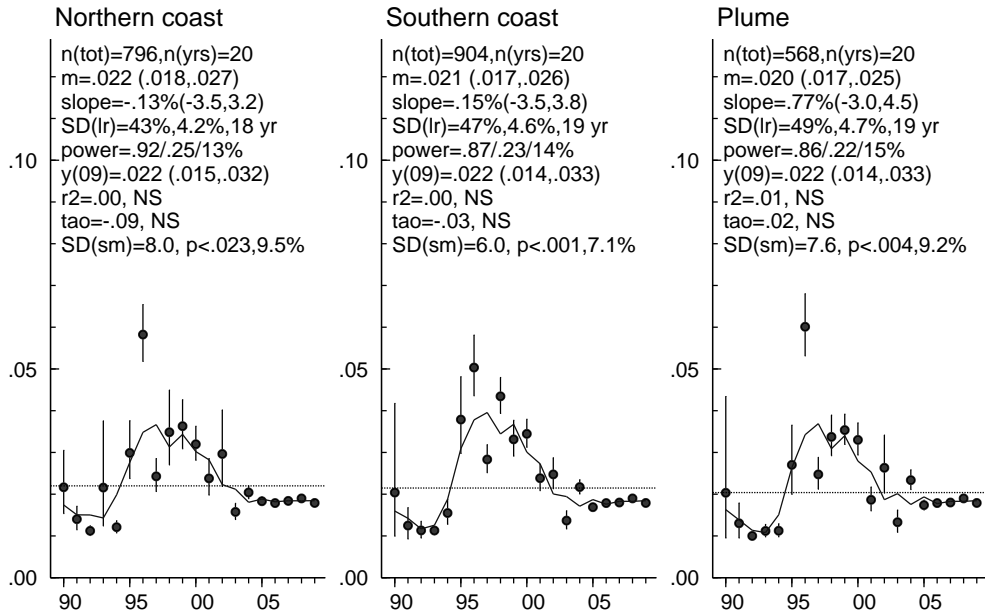 Northern coast
n(tot)=796,n(yrs)=20
m=.022 (.018,.027)
slope=-.13%(-3.5,3.2)
SD(lr)=43%,4.2%,18 yr
power=.92/.25/13%
y(09)=.022 (.015,.032)
r2=.00, NS
tao=-.09, NS
SD(sm)=8.0, p<.023,9.5%
.10
.05
.00
90
95
00
05
Southern coast
n(tot)=904,n(yrs)=20
m=.021 (.017,.026)
slope=.15%(-3.5,3.8)
SD(lr)=47%,4.6%,19 yr
power=.87/.23/14%
y(09)=.022 (.014,.033)
r2=.00, NS
tao=-.03, NS
SD(sm)=6.0, p<.001,7.1%
.10
.05
.00
90
95
00
05
Plume
n(tot)=568,n(yrs)=20
m=.020 (.017,.025)
slope=.77%(-3.0,4.5)
SD(lr)=49%,4.7%,19 yr
power=.86/.22/15%
y(09)=.022 (.014,.033)
r2=.01, NS
tao=.02, NS
SD(sm)=7.6, p<.004,9.2%
.10
.05
.00
90
95
00
05